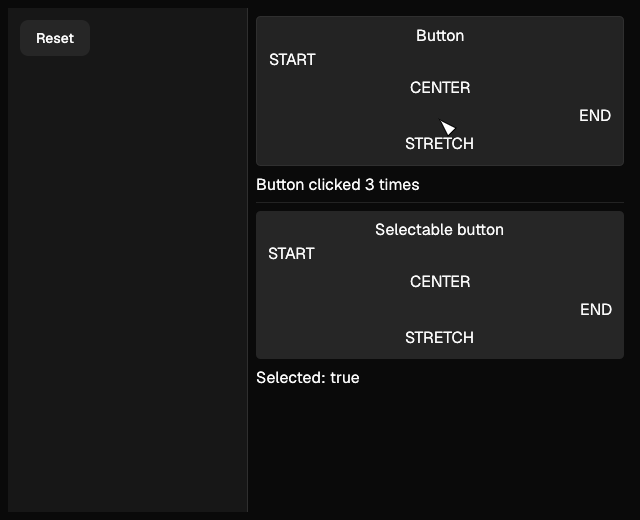 Reset
Button
START
CENTER
END
STRETCH
Button clicked 3 times
Selectable button
START
CENTER
END
STRETCH
Selected: true